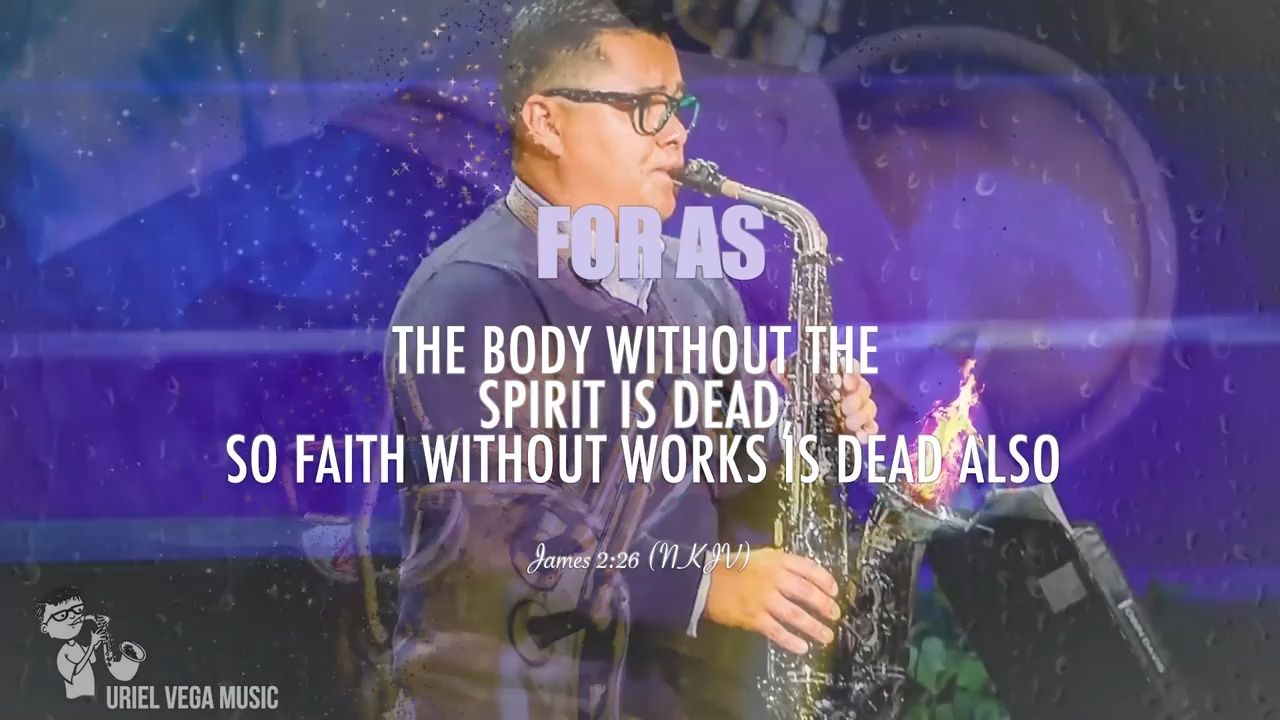 FOR AS
THE BODY WITHOUT THE
SPIRIT IS DEAD,
SO FAITH WITHOUT WORKS IS DEAD ALSO
James 2:26 (NKJV)
URIEL VEGA MUSIC